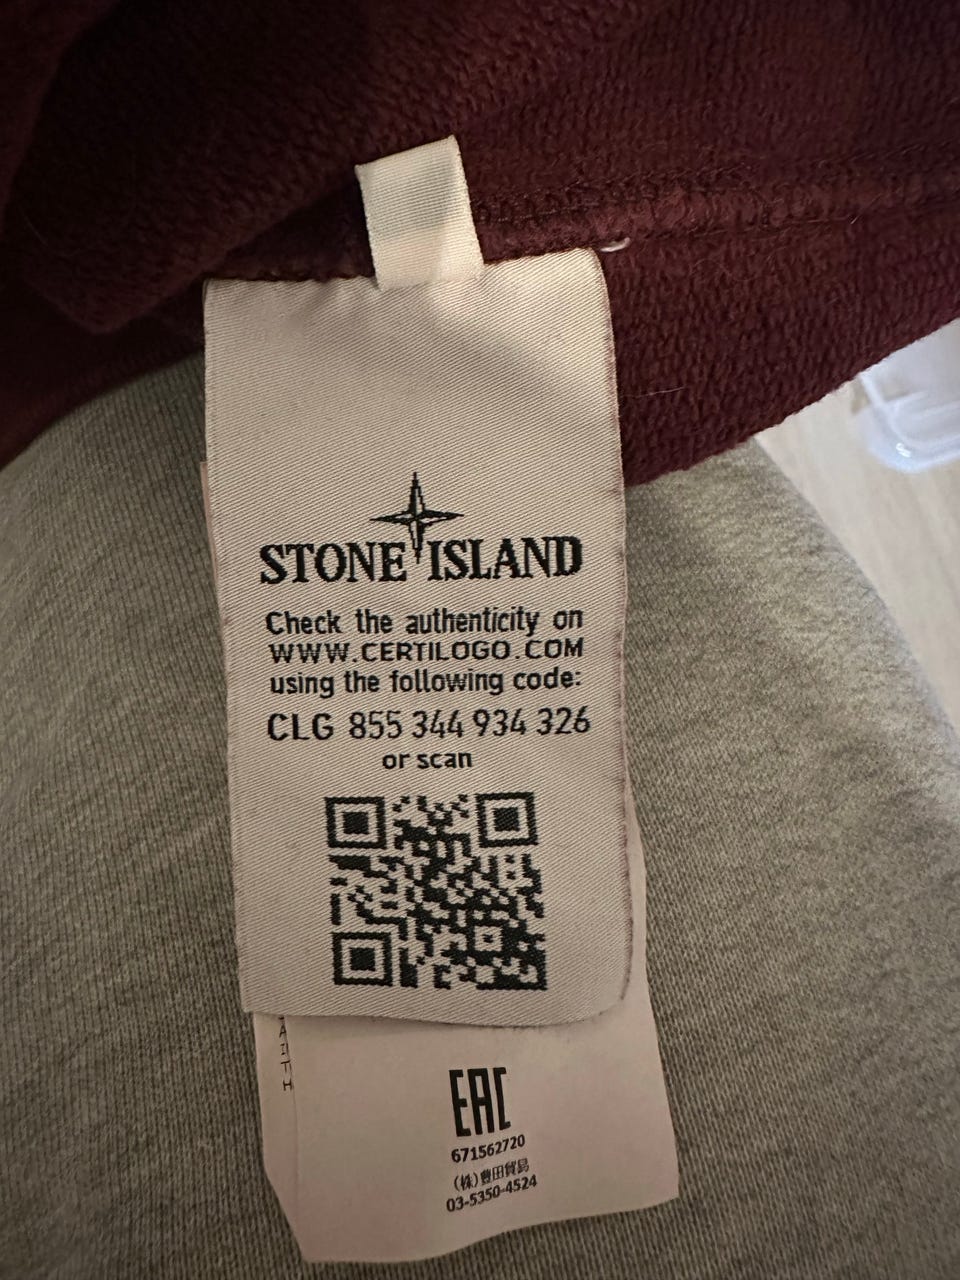 STONE ISLAND
Check the authenticity on
WWW.CERTILOGO.COM
using the following code:
CLG 855 344 934 326
or scan
EAC
671562720
(株)豊田貿易
03-5350-4524